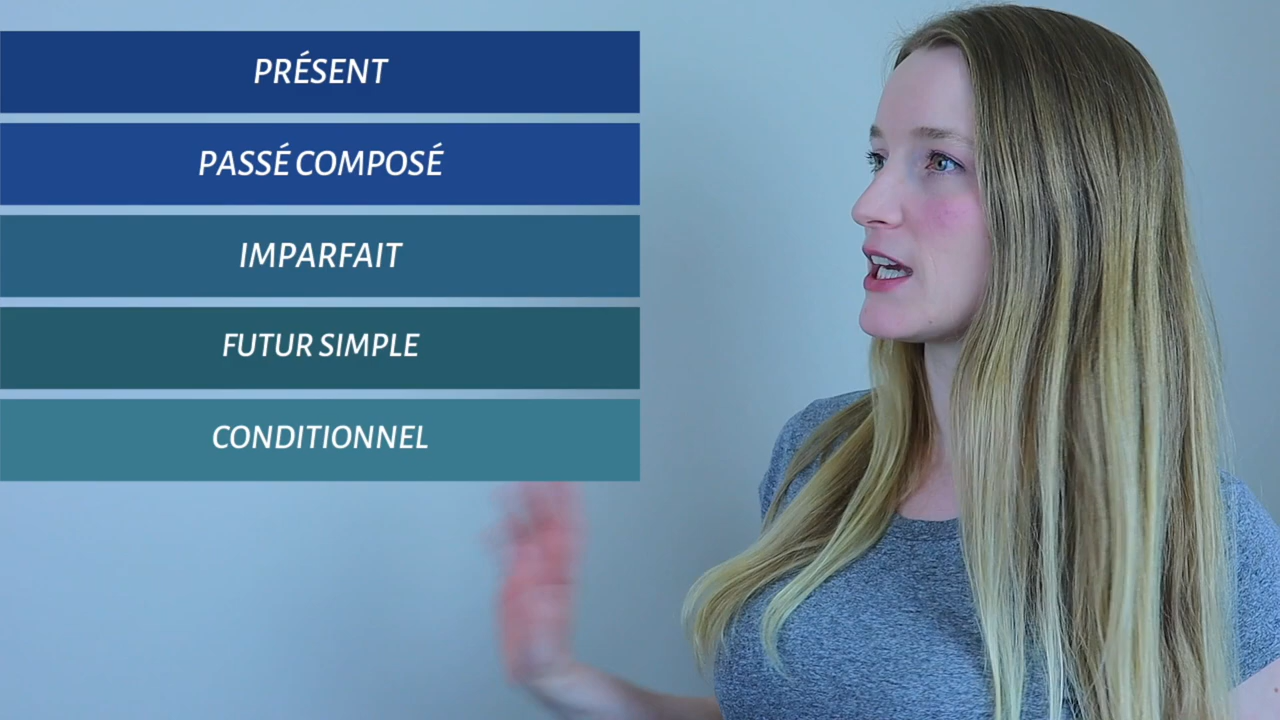 PRÉSENT
PASSÉ COMPOSÉ
IMPARFAIT
FUTUR SIMPLE
CONDITIONNEL